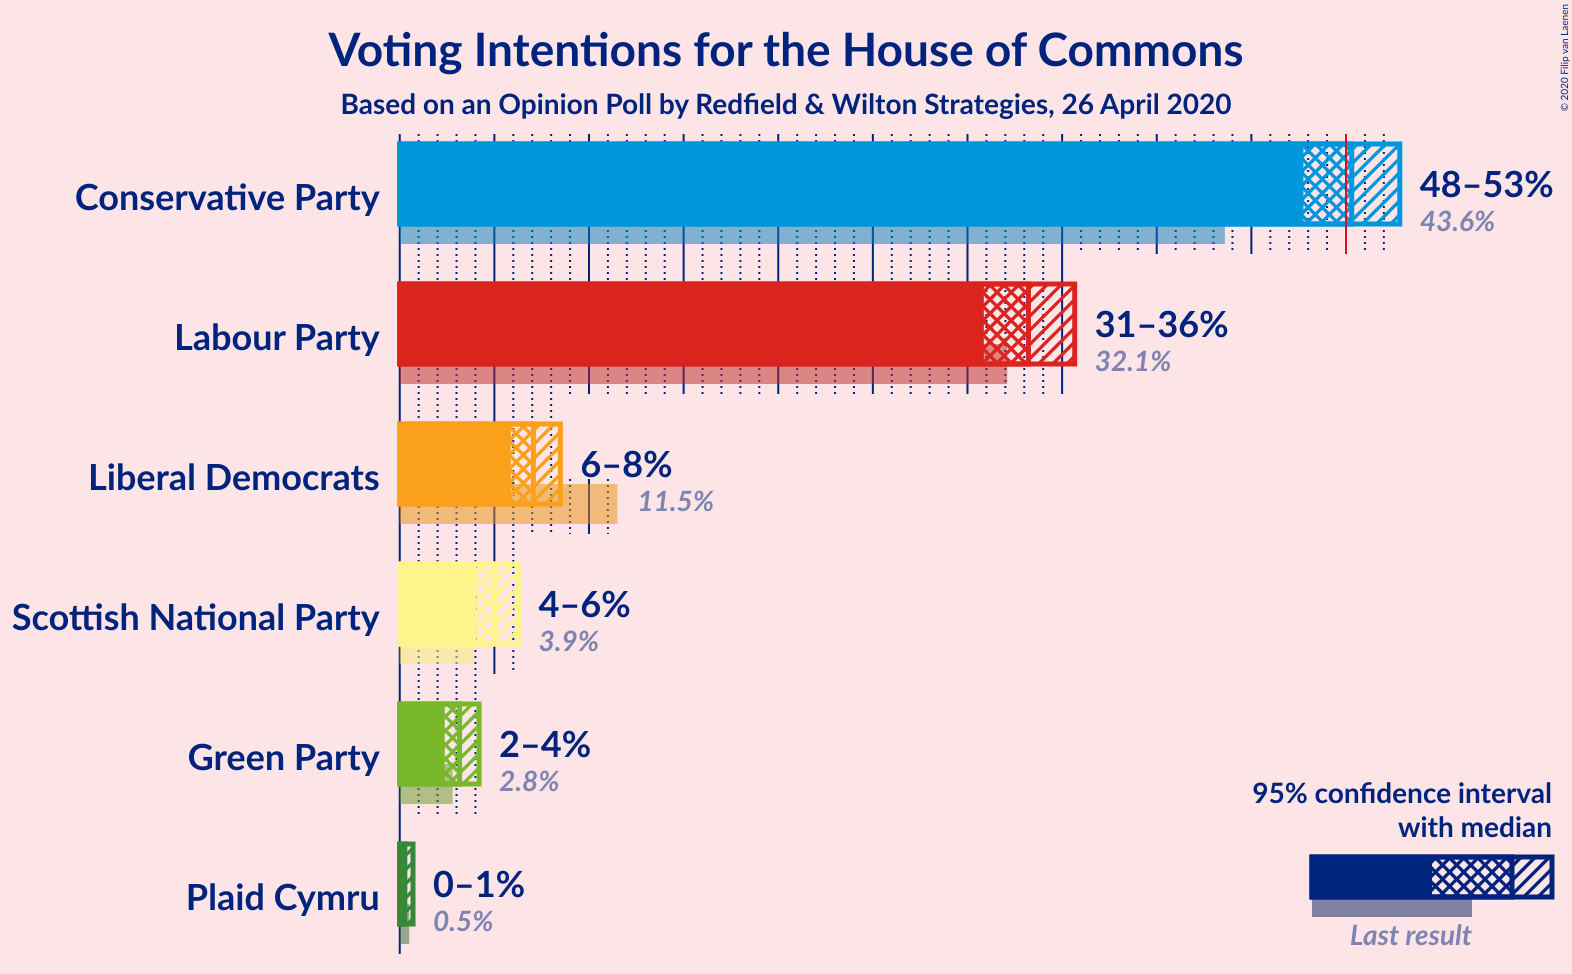 Voting Intentions for the House of Commons
Based on an Opinion Poll by Redfield & Wilton Strategies, 26 April 2020
© 2020 Filip van Laenen
Conservative Party
48–53%
43.6%
Labour Party
31–36%
32.1%
Liberal Democrats
6–8%
11.5%
Scottish National Party
4–6%
3.9%
Green Party
2–4%
2.8%
Plaid Cymru
0–1%
0.5%
95% confidence interval
with median
Last result